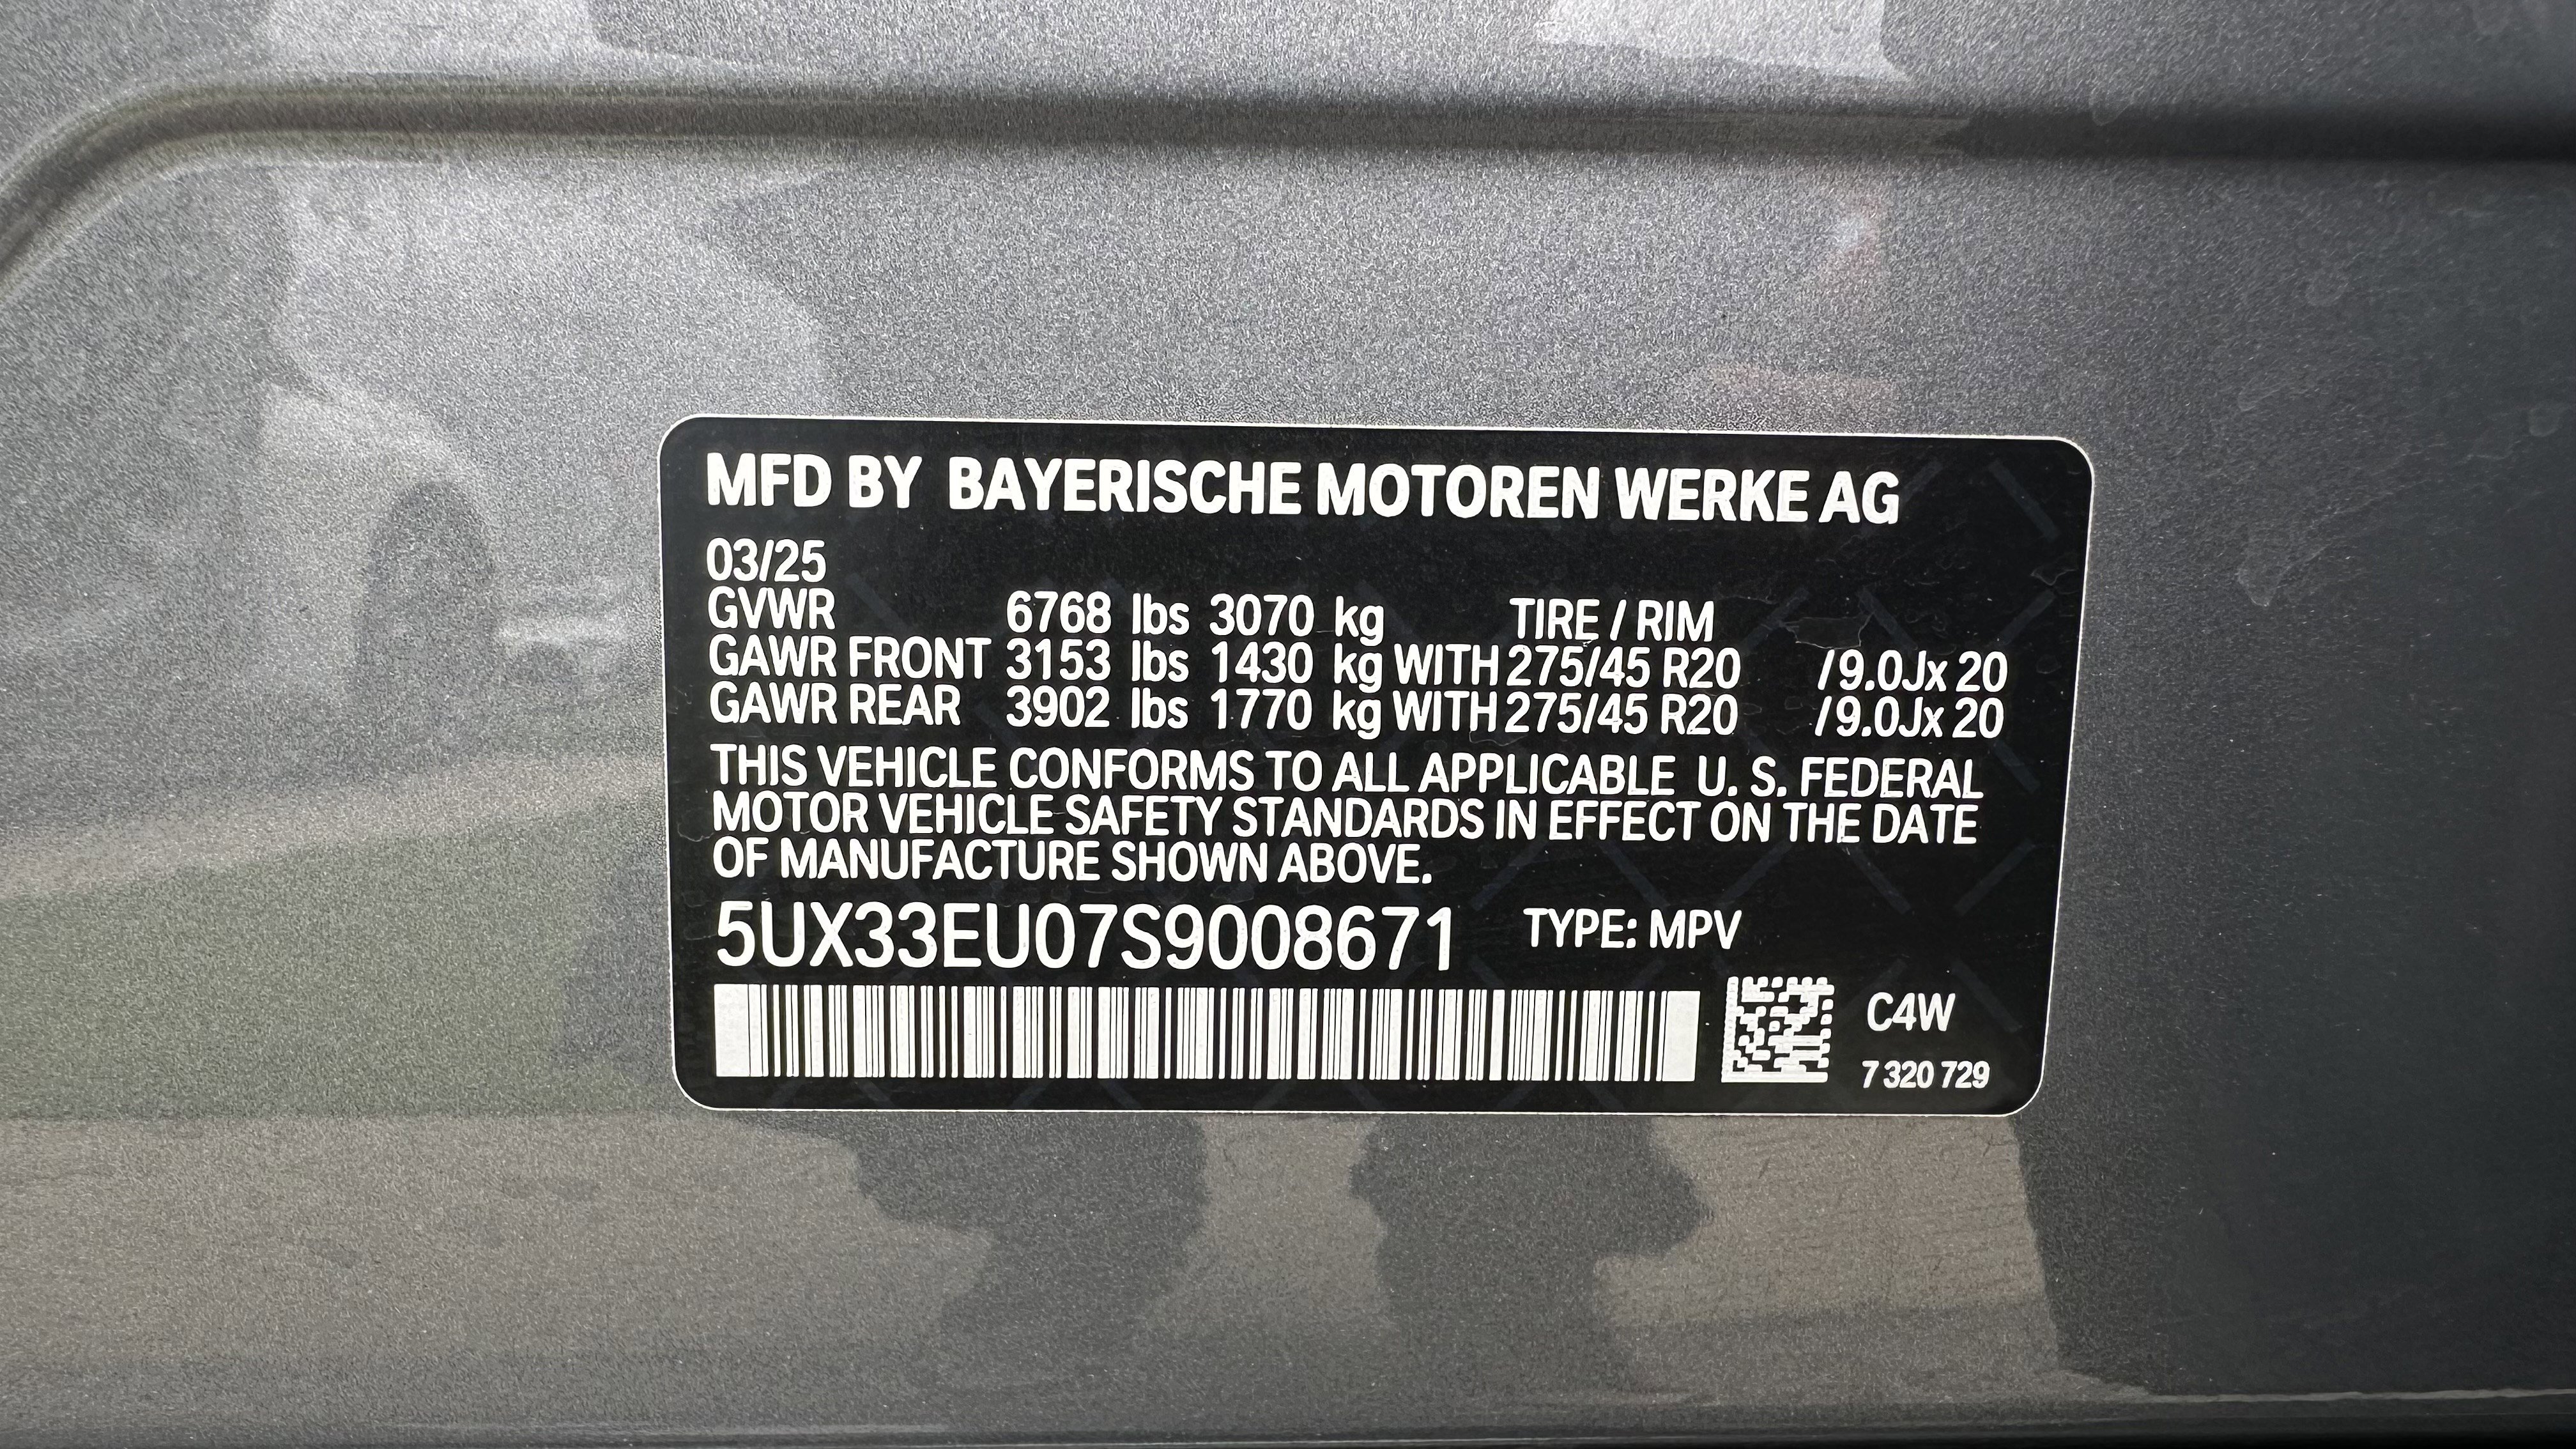 MFD BY BAYERISCHE MOTOREN WERKE AG
03/25
GVWR 6768 lbs 3070 kg TIRE / RIM
GAWR FRONT 3153 lbs 1430 kg WITH 275/45 R20 /9.0Jx 20
GAWR REAR 3902 lbs 1770 kg WITH 275/45 R20 /9.0Jx 20
THIS VEHICLE CONFORMS TO ALL APPLICABLE U. S. FEDERAL
MOTOR VEHICLE SAFETY STANDARDS IN EFFECT ON THE DATE
OF MANUFACTURE SHOWN ABOVE.
5UX33EU07S9008671 TYPE: MPV
C4W
7 320 729